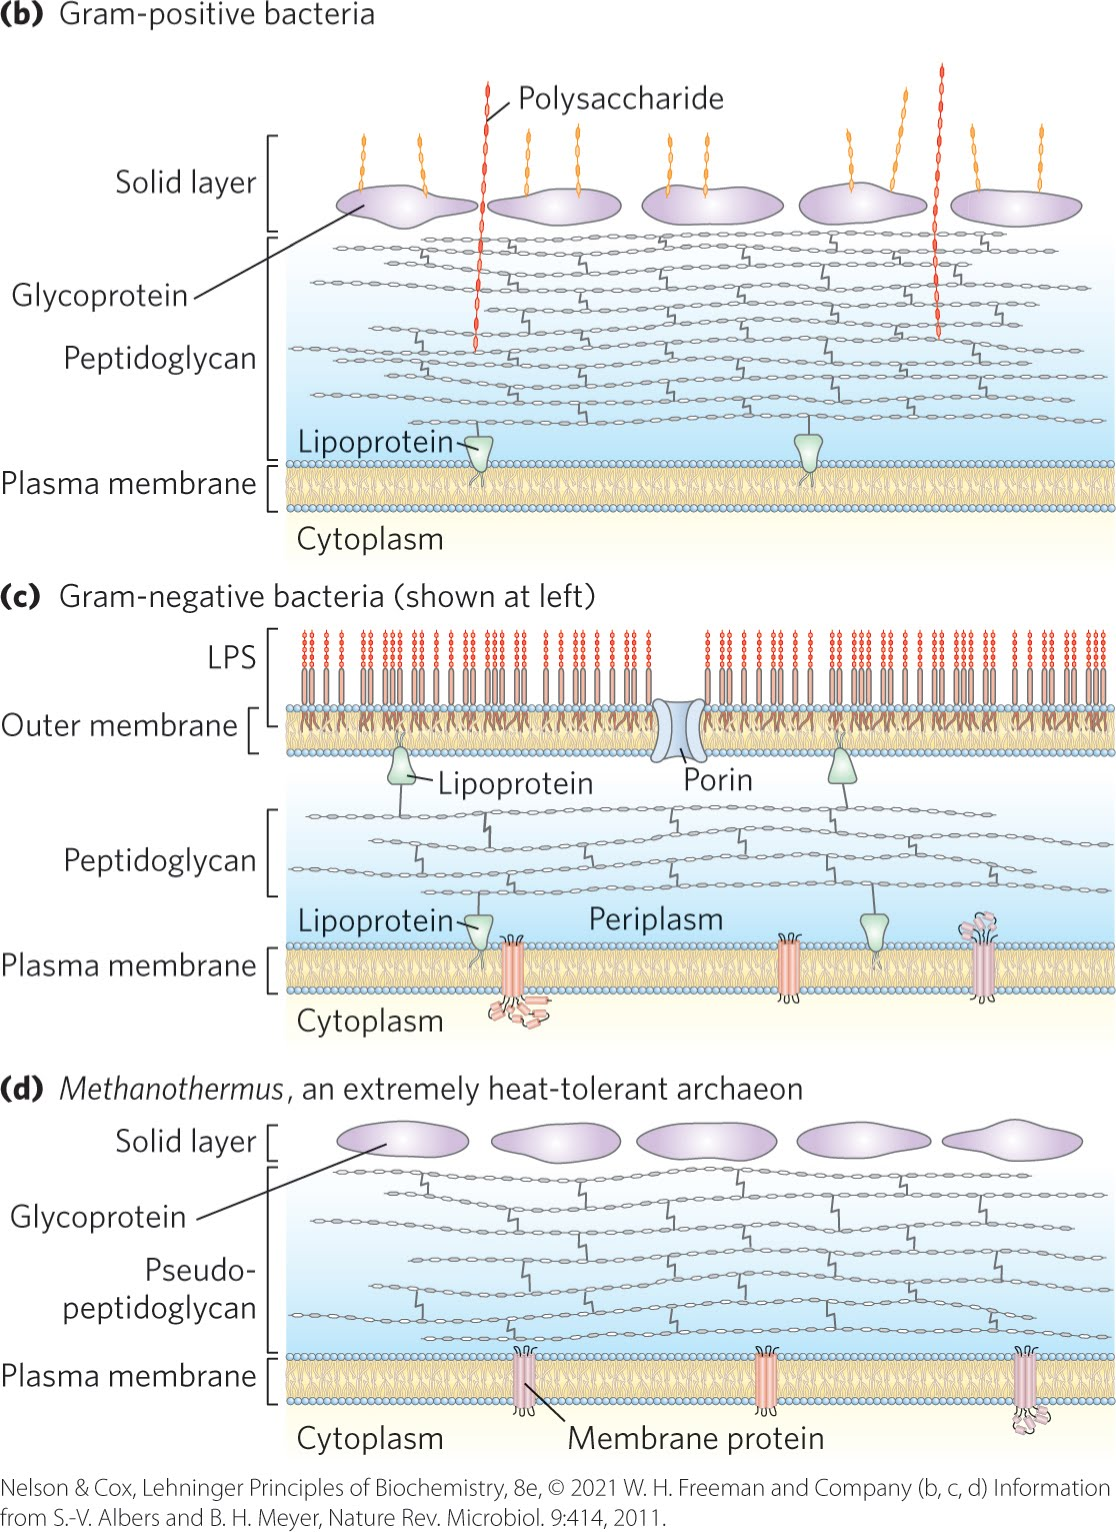 (b) Gram-positive bacteria
Polysaccharide
Solid layer
Glycoprotein
Peptidoglycan
Lipoprotein
Plasma membrane
Cytoplasm
(c) Gram-negative bacteria (shown at left)
LPS
Outer membrane
Lipoprotein
Porin
Peptidoglycan
Lipoprotein
Periplasm
Plasma membrane
Cytoplasm
(d) Methanothermus, an extremely heat-tolerant archaeon
Solid layer
Glycoprotein
Pseudo-
peptidoglycan
Plasma membrane
Cytoplasm
Membrane protein
Nelson & Cox, Lehninger Principles of Biochemistry, 8e, © 2021 W. H. Freeman and Company (b, c, d) Information
from S.-V. Albers and B. H. Meyer, Nature Rev. Microbiol. 9:414, 2011.